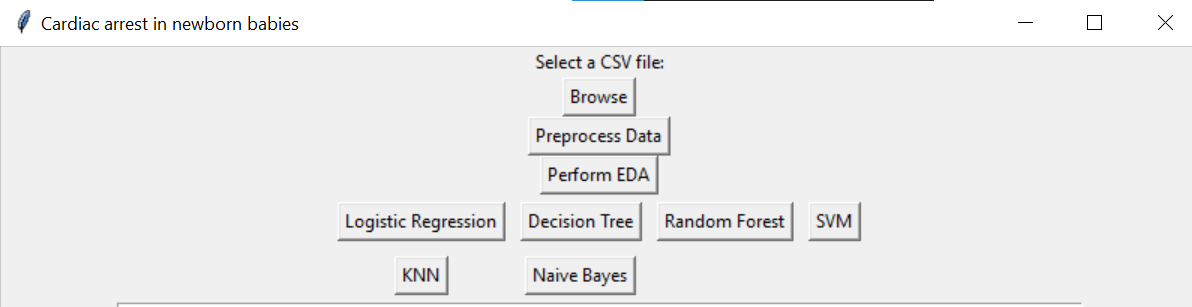 Cardiac arrest in newborn babies
Select a CSV file:
Browse
Preprocess Data
Perform EDA
Logistic Regression Decision Tree Random Forest SVM
KNN Naive Bayes